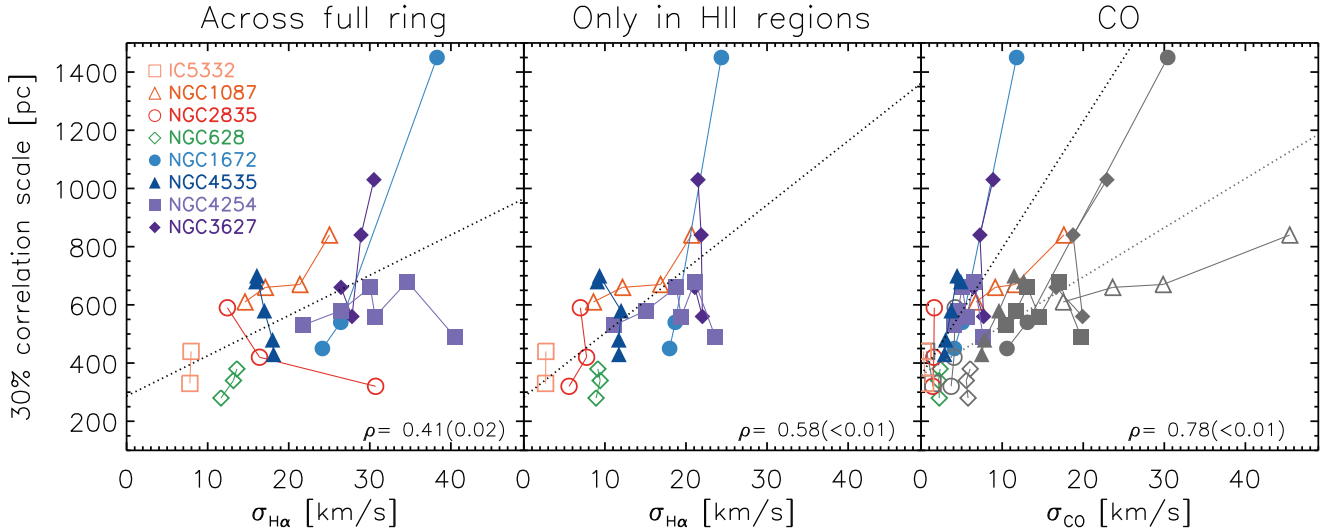 Across full ring
Only in HII regions
CO
30% correlation scale [pc]
1400
1200
1000
800
600
400
200
IC5332
NGC1087
NGC2835
NGC628
NGC1672
NGC4535
NGC4254
NGC3627
ρ= 0.41(0.02)
ρ= 0.58(<0.01)
ρ= 0.78(<0.01)
0 10 20 30 40
0 10 20 30 40
0 10 20 30 40
σHα [km/s]
σHα [km/s]
σCO [km/s]